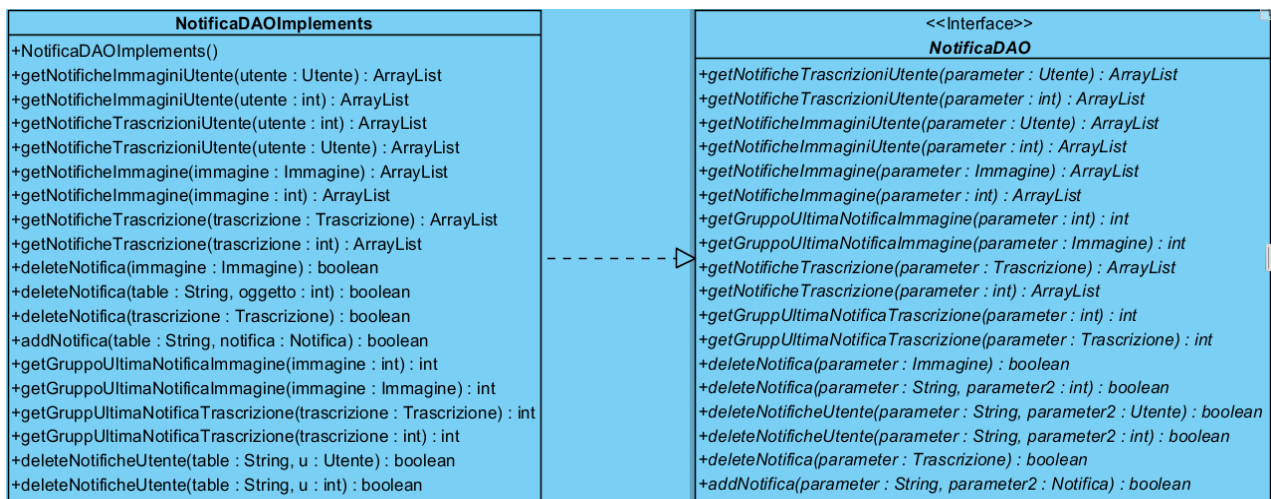 NotificaDAOImplements
+NotificaDAOImplements()
+getNotificheImmaginiUtente(utente : Utente) : ArrayList
+getNotificheImmaginiUtente(utente : int) : ArrayList
+getNotificheTrascrizioniUtente(utente : int) : ArrayList
+getNotificheTrascrizioniUtente(utente : Utente) : ArrayList
+getNotificheImmagine(immagine : Immagine) : ArrayList
+getNotificheImmagine(immagine : int) : ArrayList
+getNotificheTrascrizione(trascrizione : Trascrizione) : ArrayList
+getNotificheTrascrizione(trascrizione : int) : ArrayList
+deleteNotifica(immagine : Immagine) : boolean
+deleteNotifica(table : String, oggetto : int) : boolean
+deleteNotifica(trascrizione : Trascrizione) : boolean
+addNotifica(table : String, notifica : Notifica) : boolean
+getGruppoUltimaNotificaImmagine(immagine : int) : int
+getGruppoUltimaNotificaImmagine(immagine : Immagine) : int
+getGruppUltimaNotificaTrascrizione(trascrizione : Trascrizione) : int
+getGruppUltimaNotificaTrascrizione(trascrizione : int) : int
+deleteNotificheUtente(table : String, u : Utente) : boolean
+deleteNotificheUtente(table : String, u : int) : boolean
<<Interface>>
NotificaDAO
+getNotificheTrascrizioniUtente(parameter : Utente) : ArrayList
+getNotificheTrascrizioniUtente(parameter : int) : ArrayList
+getNotificheImmaginiUtente(parameter : Utente) : ArrayList
+getNotificheImmaginiUtente(parameter : int) : ArrayList
+getNotificheImmagine(parameter : Immagine) : ArrayList
+getNotificheImmagine(parameter : int) : ArrayList
+getGruppoUltimaNotificaImmagine(parameter : int) : int
+getGruppoUltimaNotificaImmagine(parameter : Immagine) : int
+getNotificheTrascrizione(parameter : Trascrizione) : ArrayList
+getNotificheTrascrizione(parameter : int) : ArrayList
+getGruppUltimaNotificaTrascrizione(parameter : int) : int
+getGruppUltimaNotificaTrascrizione(parameter : Trascrizione) : int
+deleteNotifica(parameter : Immagine) : boolean
+deleteNotifica(parameter : String, parameter2 : int) : boolean
+deleteNotificheUtente(parameter : String, parameter2 : Utente) : boolean
+deleteNotificheUtente(parameter : String, parameter2 : int) : boolean
+deleteNotifica(parameter : Trascrizione) : boolean
+addNotifica(parameter : String, parameter2 : Notifica) : boolean